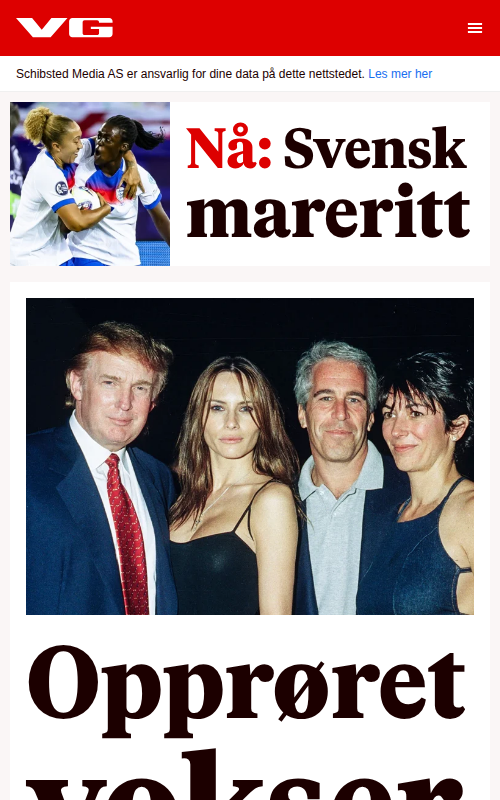 VG
Schibsted Media AS er ansvarlig for dine data på dette nettstedet. Les mer her
Nå: Svensk
mareritt
Opprøret
vokser